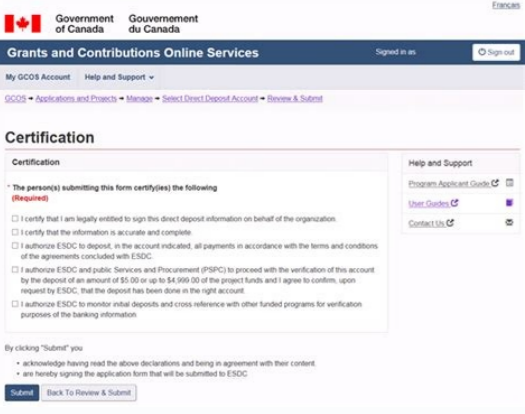 Français
Government of Canada
Gouvernement du Canada
Grants and Contributions Online Services
Signed in as
Sign out
My GCOS Account
Help and Support
GCOS ➔ Applications and Projects ➔ Manage ➔ Select Direct Deposit Account ➔ Review & Submit
Certification
Certification
* The person(s) submitting this form certify(ies) the following
(Required)
I certify that I am legally entitled to sign this direct deposit information on behalf of the organization.
I certify that the information is accurate and complete.
I authorize ESDC to deposit, in the account indicated, all payments in accordance with the terms and conditions
of the agreements concluded with ESDC.
I authorize ESDC and public Services and Procurement (PSPC) to proceed with the verification of this account
by the deposit of an amount of $5.00 or up to $4,999.00 of the project funds and I agree to confirm, upon
request by ESDC, that the deposit has been done in the right account.
I authorize ESDC to monitor initial deposits and cross reference with other funded programs for verification
purposes of the banking information
Help and Support
Program Applicant Guide
User Guides
Contact Us
By clicking "Submit" you
• acknowledge having read the above declarations and being in agreement with their content.
• are hereby signing the application form that will be submitted to ESDC
Submit
Back To Review & Submit